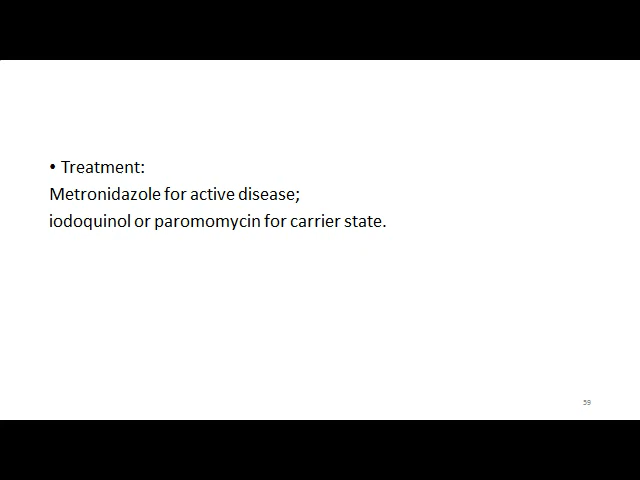 • Treatment:
Metronidazole for active disease;
iodoquinol or paromomycin for carrier state.
59